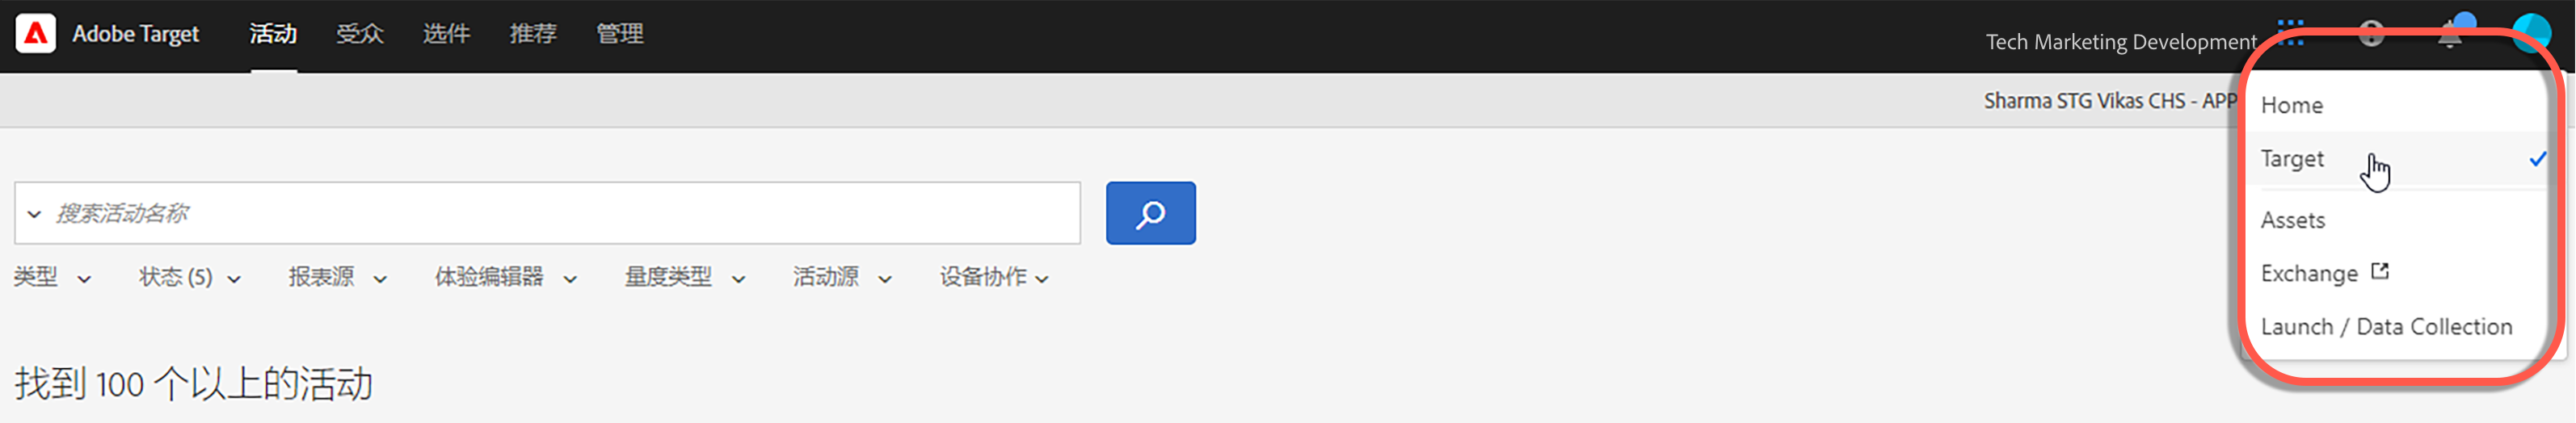 Adobe Target 活动 受众 选件 推荐 管理 Tech Marketing Development
Sharma STG Vikas CHS - APP
Home
Target
Assets
Exchange
Launch / Data Collection
搜索活动名称
类型 状态 (5) 报表源 体验编辑器 量度类型 活动源 设备协作
找到 100 个以上的活动